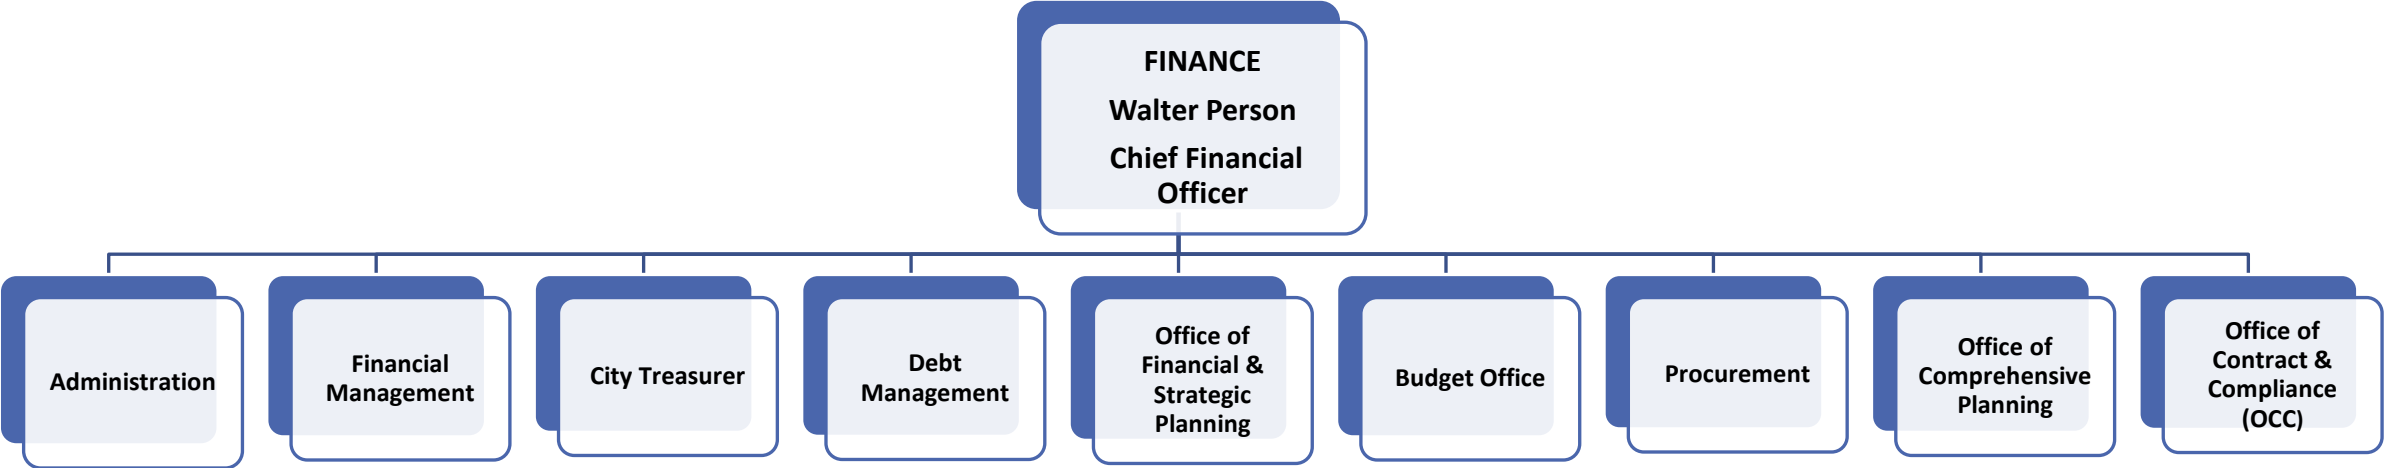 FINANCE
Walter Person
Chief Financial
Officer
Administration
Financial
Management
City Treasurer
Debt
Management
Office of
Financial &
Strategic
Planning
Budget Office
Procurement
Office of
Comprehensive
Planning
Office of
Contract &
Compliance
(OCC)